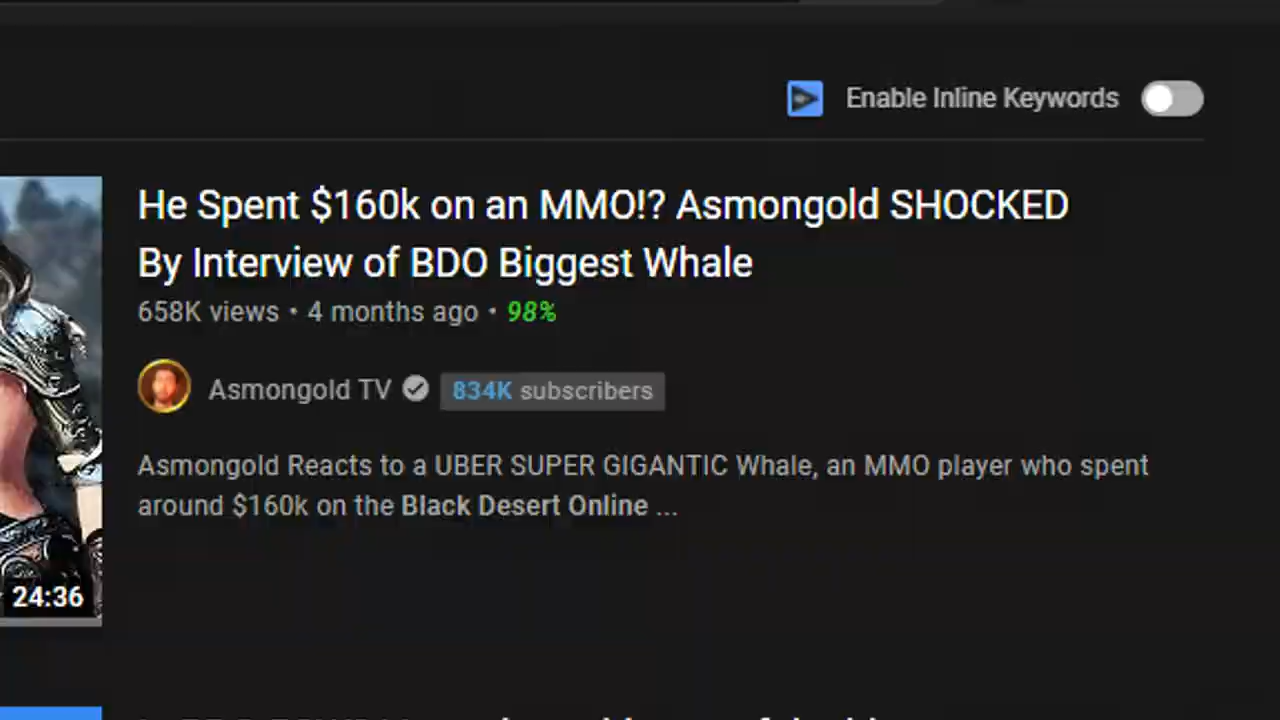 Enable Inline Keywords
He Spent $160k on an MMO!? Asmongold SHOCKED
By Interview of BDO Biggest Whale
658K views • 4 months ago • 98%
Asmongold TV 834K subscribers
Asmongold Reacts to a UBER SUPER GIGANTIC Whale, an MMO player who spent
around $160k on the Black Desert Online ...
24:36